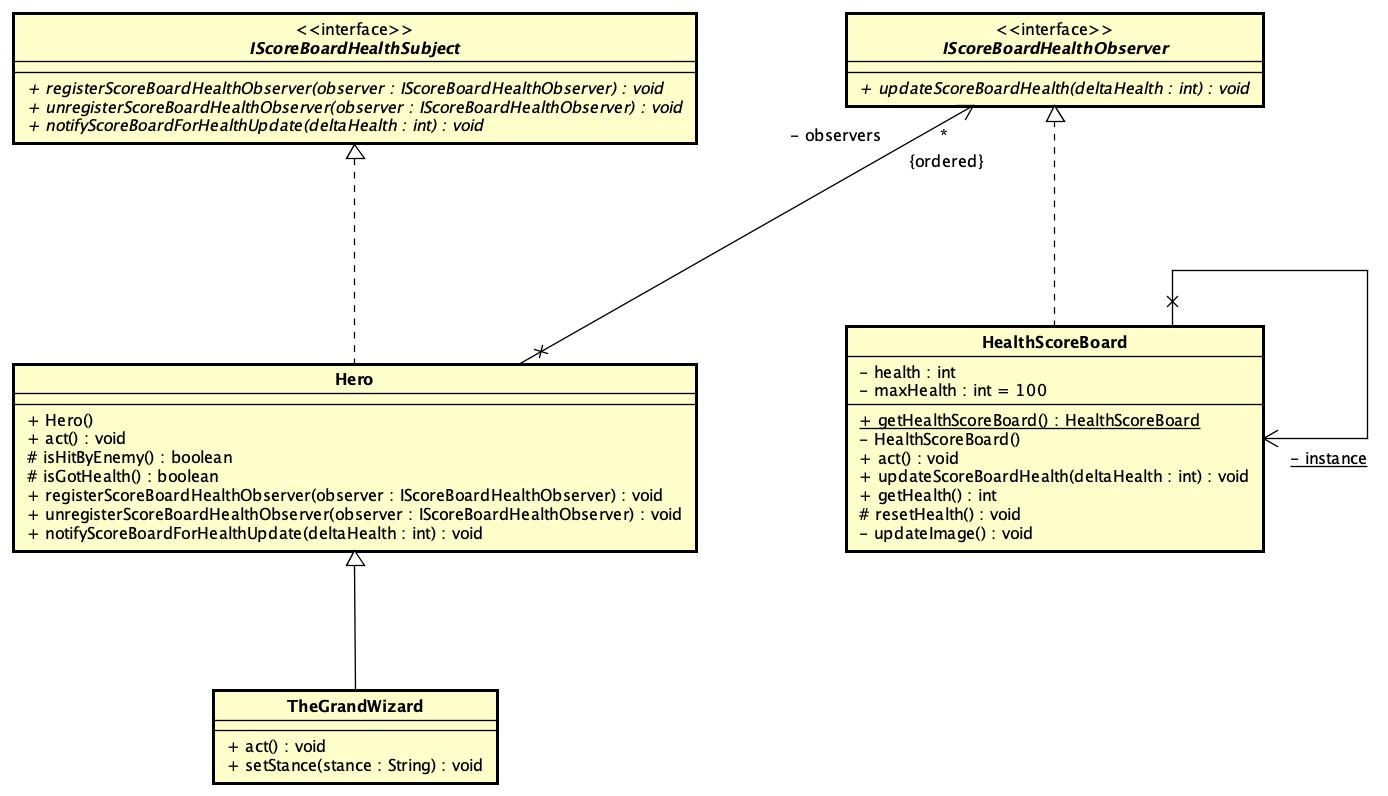 <<interface>>
IScoreBoardHealthSubject
+ registerScoreBoardHealthObserver(observer : IScoreBoardHealthObserver) : void
+ unregisterScoreBoardHealthObserver(observer : IScoreBoardHealthObserver) : void
+ notifyScoreBoardForHealthUpdate(deltaHealth : int) : void
<<interface>>
IScoreBoardHealthObserver
+ updateScoreBoardHealth(deltaHealth : int) : void
- observers
*
{ordered}
Hero
+ Hero()
+ act() : void
# isHitByEnemy() : boolean
# isGotHealth() : boolean
+ registerScoreBoardHealthObserver(observer : IScoreBoardHealthObserver) : void
+ unregisterScoreBoardHealthObserver(observer : IScoreBoardHealthObserver) : void
+ notifyScoreBoardForHealthUpdate(deltaHealth : int) : void
HealthScoreBoard
- health : int
- maxHealth : int = 100
+ getHealthScoreBoard() : HealthScoreBoard
- HealthScoreBoard()
+ act() : void
+ updateScoreBoardHealth(deltaHealth : int) : void
+ getHealth() : int
# resetHealth() : void
- updateImage() : void
- instance
TheGrandWizard
+ act() : void
+ setStance(stance : String) : void